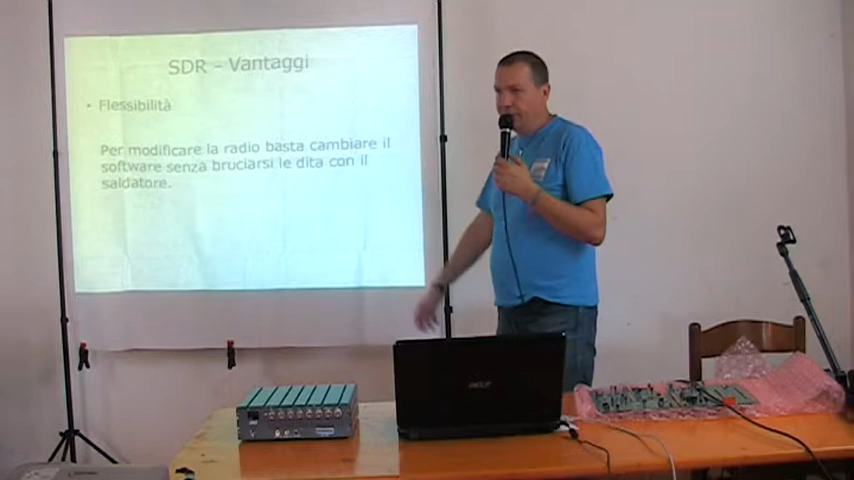 SDR – Vantaggi
• Flessibilità
Per modificare la radio basta cambiare il
software senza bruciarsi le dita con il
saldatore.
acer